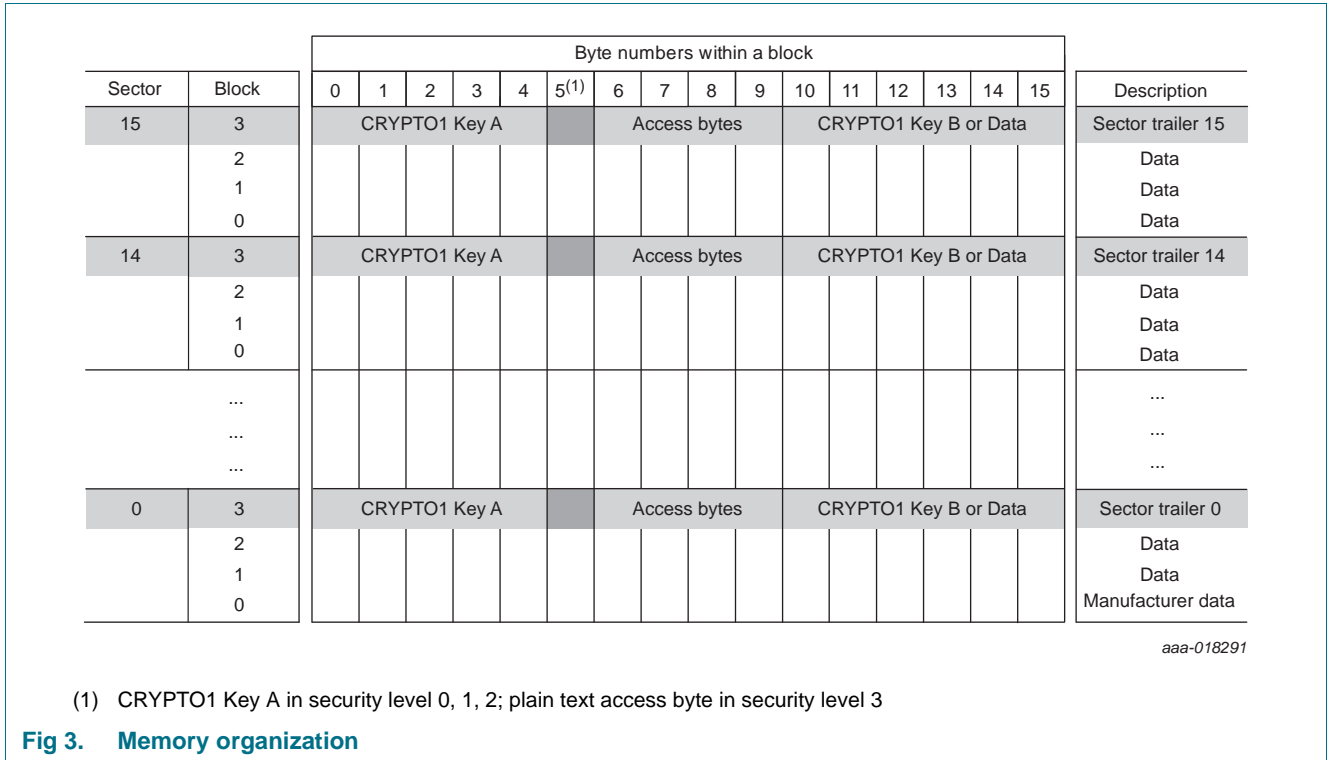 Byte numbers within a block
Sector Block 0 1 2 3 4 5(1) 6 7 8 9 10 11 12 13 14 15 Description
15 3 CRYPTO1 Key A Access bytes CRYPTO1 Key B or Data Sector trailer 15
2 Data
1 Data
0 Data
14 3 CRYPTO1 Key A Access bytes CRYPTO1 Key B or Data Sector trailer 14
2 Data
1 Data
0 Data
... ...
... ...
... ...
0 3 CRYPTO1 Key A Access bytes CRYPTO1 Key B or Data Sector trailer 0
2 Data
1 Data
0 Manufacturer data
aaa-018291
(1) CRYPTO1 Key A in security level 0, 1, 2; plain text access byte in security level 3
Fig 3. Memory organization